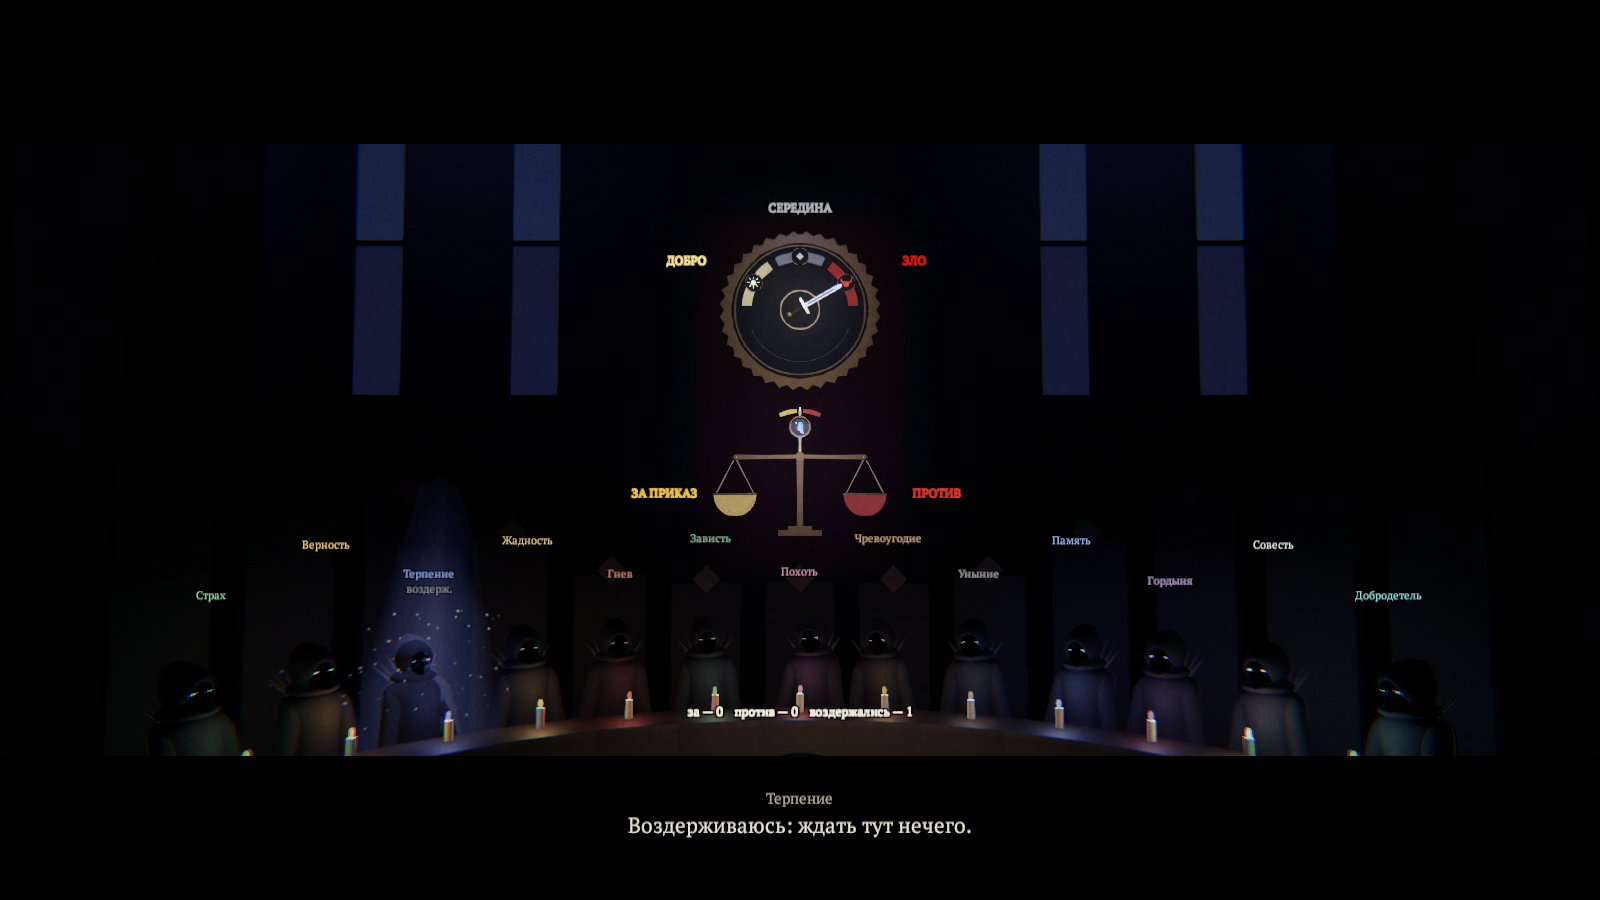 СЕРЕДИНА
ДОБРО
ЗЛО
ЗА ПРИКАЗ
ПРОТИВ
Страх
Верность
Терпение
воздерж.
Жадность
Гнев
Зависть
Похоть
Чревоугодие
Уныние
Память
Гордыня
Совесть
Добродетель
за — 0 против — 0 воздержались — 1
Терпение
Воздерживаюсь: ждать тут нечего.